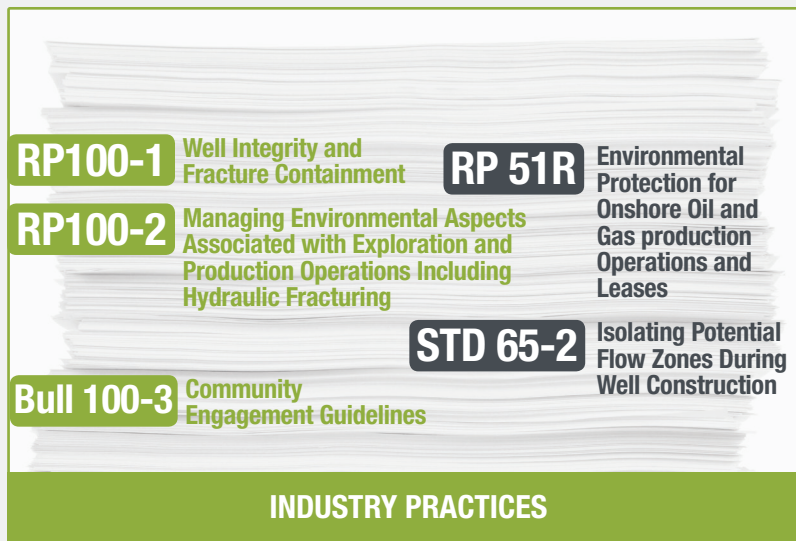 RP100-1
Well Integrity and
Fracture Containment
RP100-2
Managing Environmental Aspects
Associated with Exploration and
Production Operations Including
Hydraulic Fracturing
Bull 100-3
Community
Engagement Guidelines
RP 51R
Environmental
Protection for
Onshore Oil and
Gas production
Operations and
Leases
STD 65-2
Isolating Potential
Flow Zones During
Well Construction
INDUSTRY PRACTICES